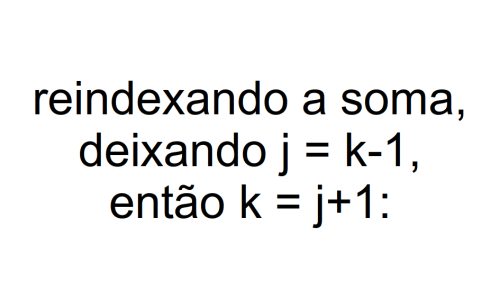 reindexando a soma,
deixando j = k-1,
então k = j+1: